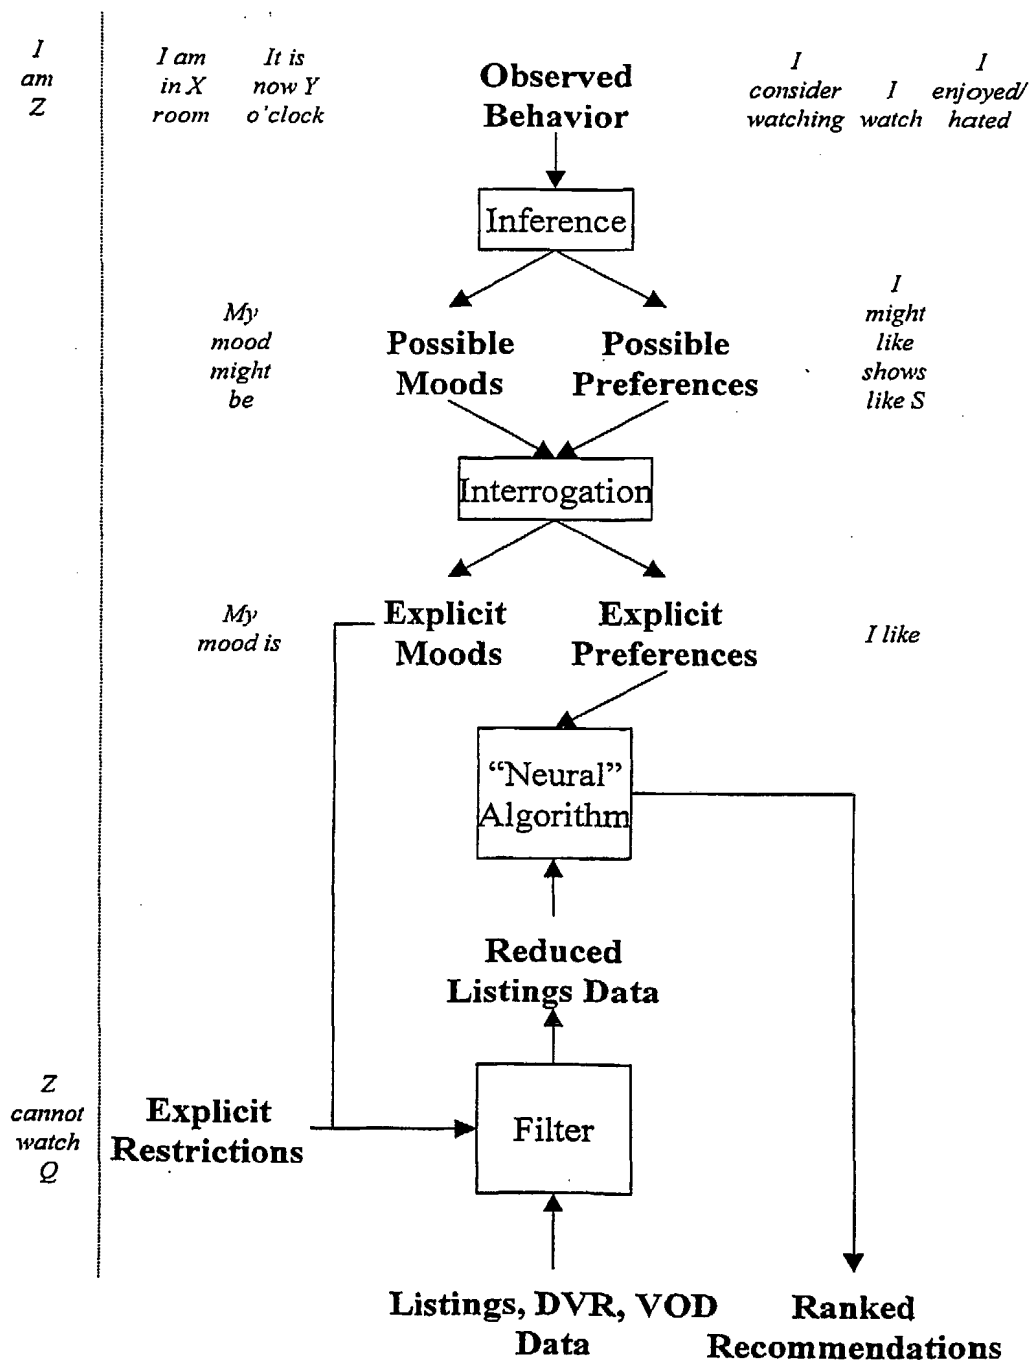 I
am
Z
I am
in X
room
It is
now Y
o'clock
Observed
Behavior
I
consider
watching
I
watch
I
enjoyed/
hated
Inference
My
mood
might
be
Possible
Moods
Possible
Preferences
I
might
like
shows
like S
Interrogation
My
mood is
Explicit
Moods
Explicit
Preferences
I like
“Neural”
Algorithm
Reduced
Listings Data
Z
cannot
watch
Q
Explicit
Restrictions
Filter
Listings, DVR, VOD
Data
Ranked
Recommendations